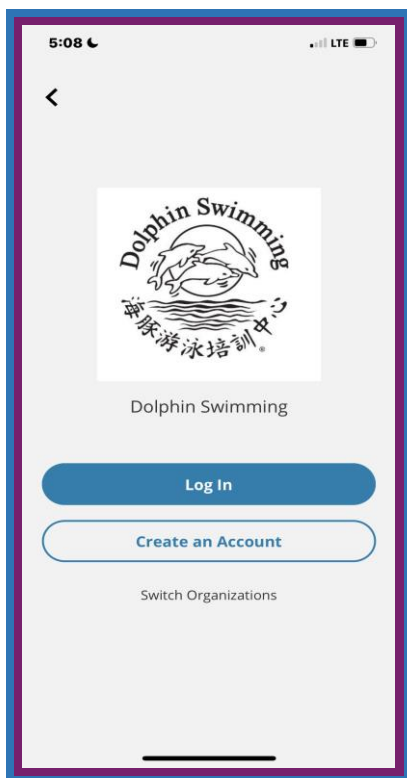 5:08
LTE
Dolphin Swimming
海豚游泳培訓中心
®
Dolphin Swimming
Log In
Create an Account
Switch Organizations